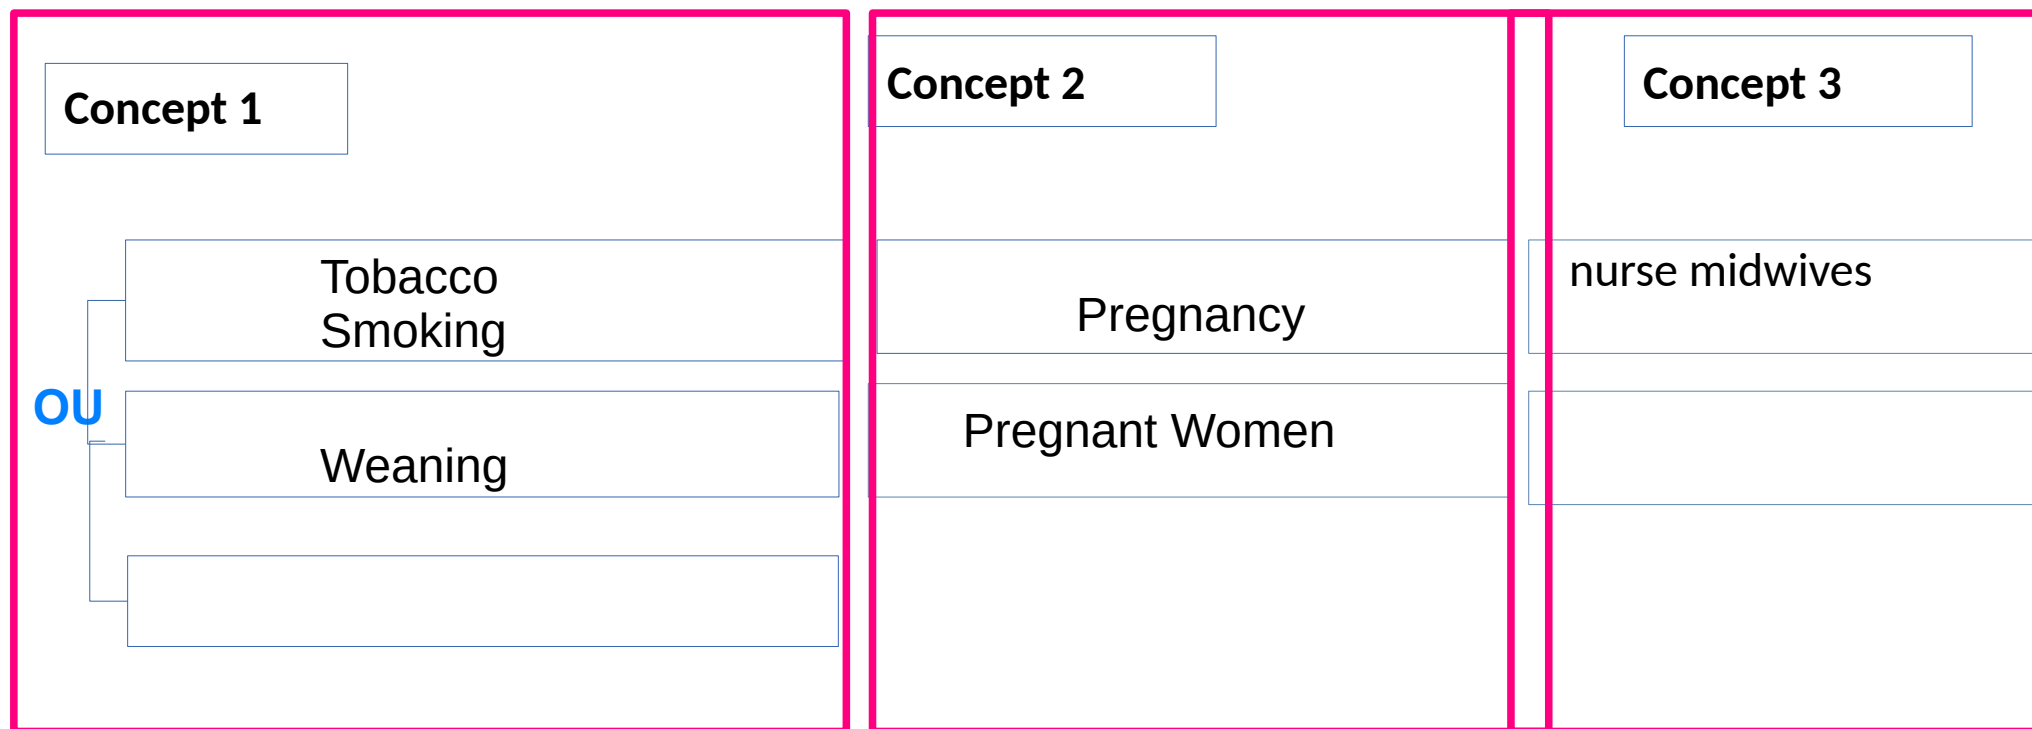 Concept 1
Concept 2
Concept 3
Tobacco
Smoking
Pregnancy
nurse midwives
OU
Weaning
Pregnant Women